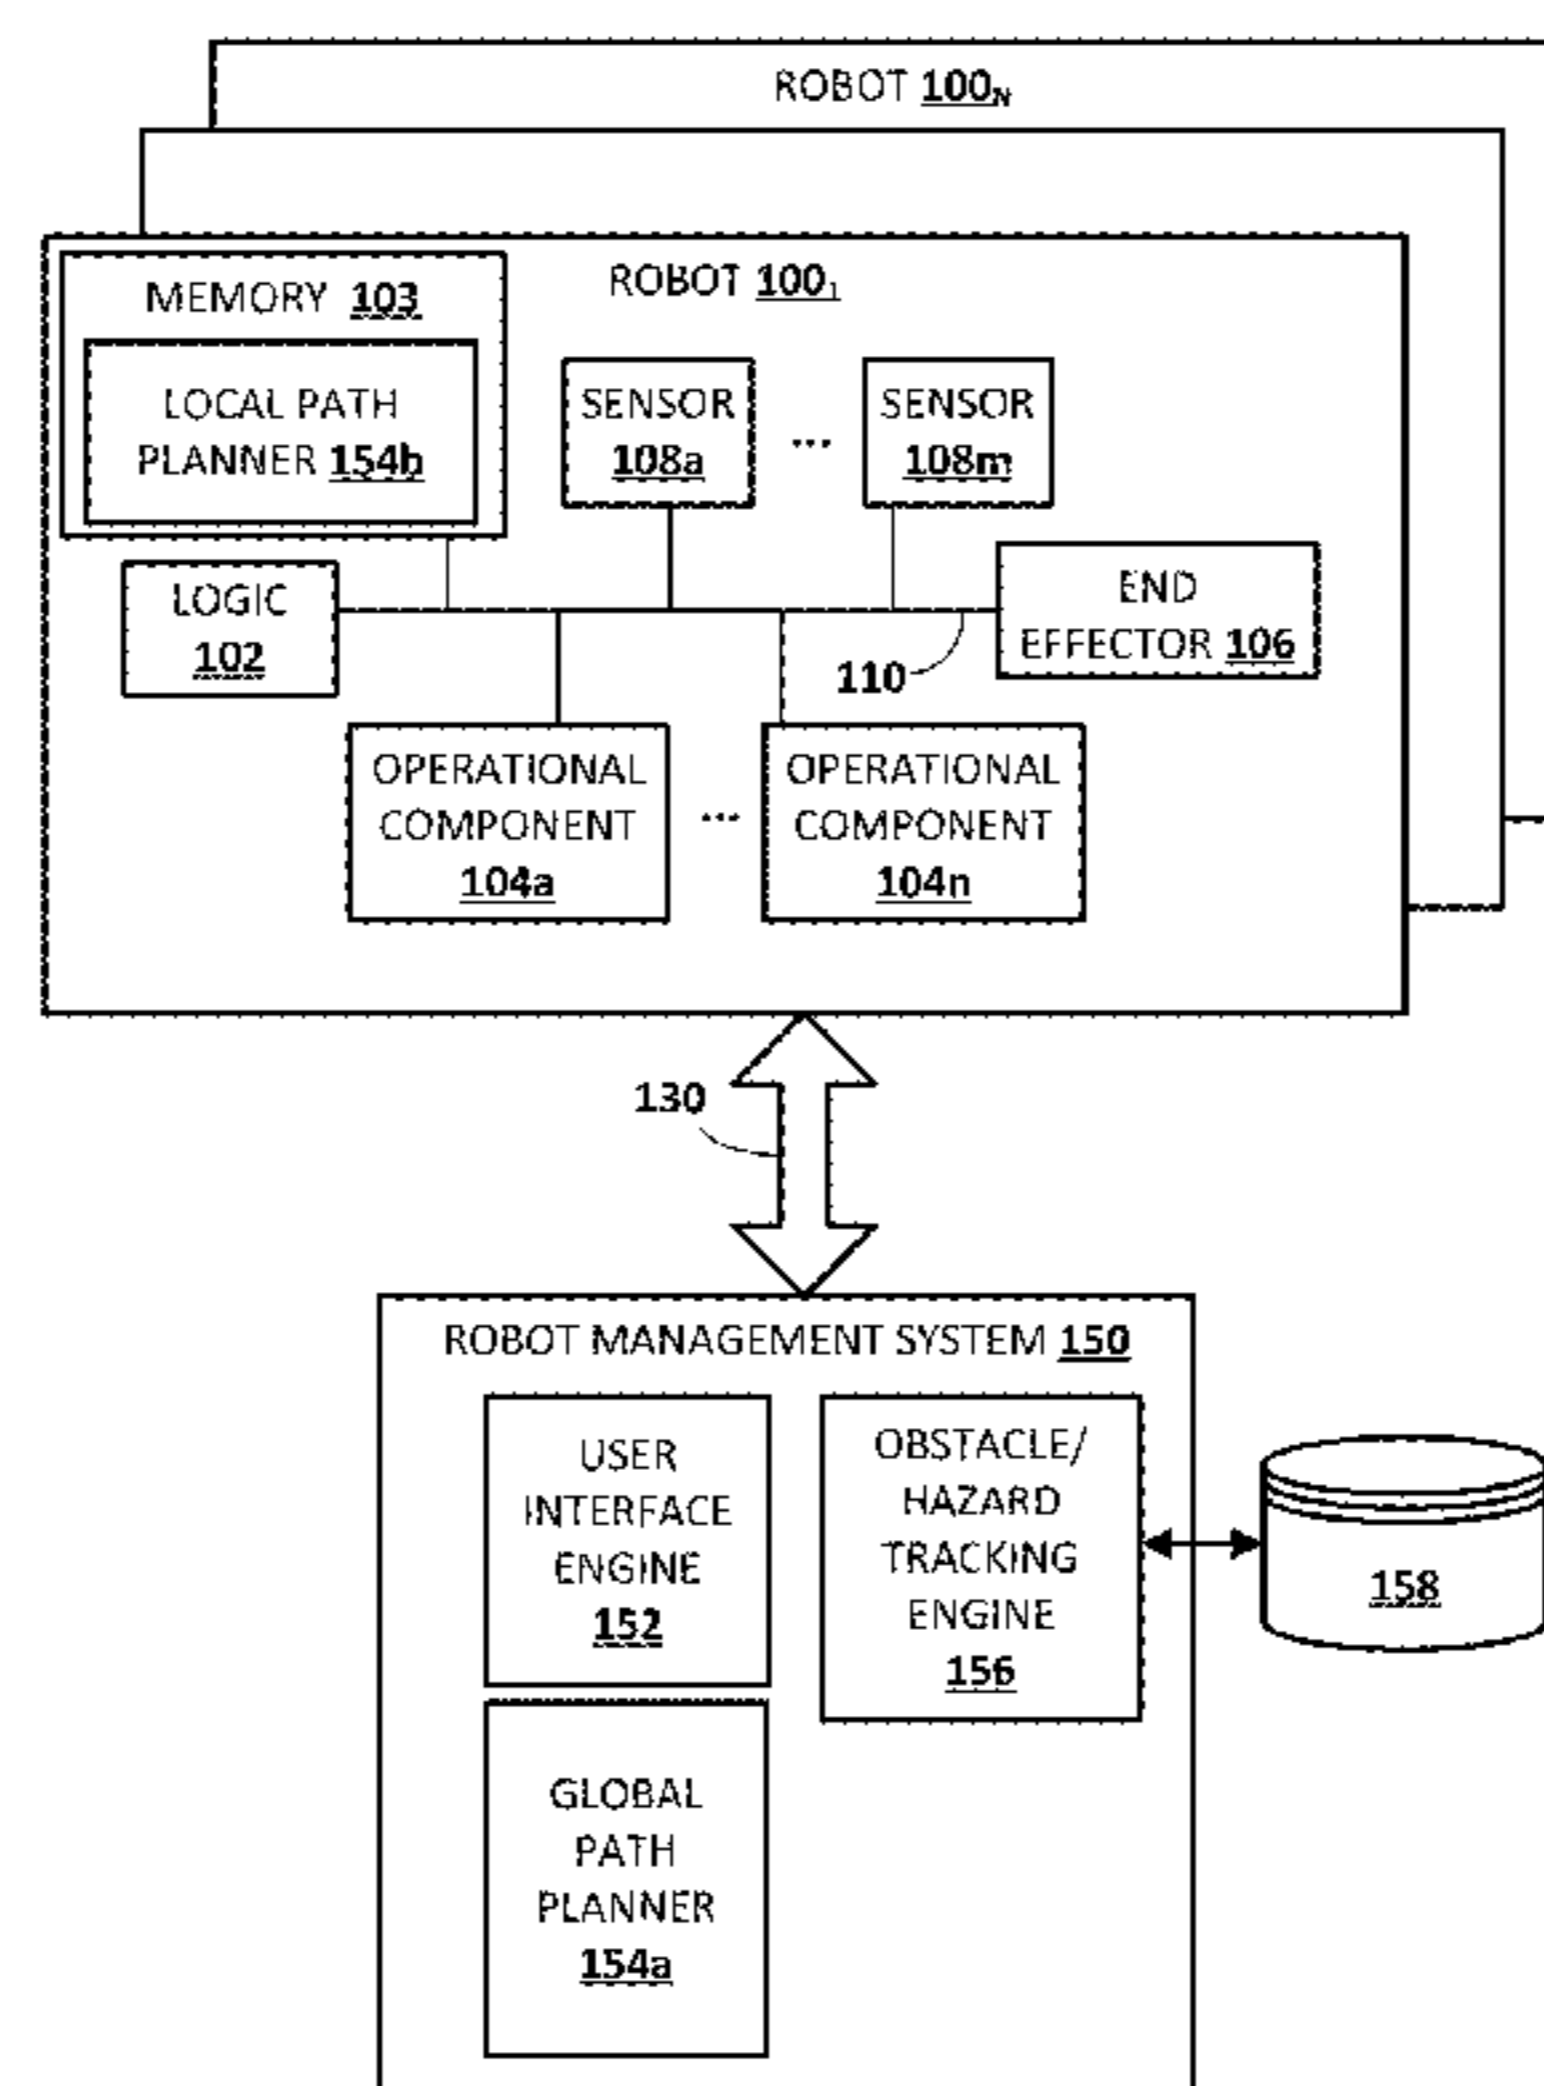 ROBOT 100N
ROBOT 1001
MEMORY 103
LOCAL PATH
PLANNER 154b
SENSOR
108a
...
SENSOR
108m
LOGIC
102
END
EFFECTOR 106
110
OPERATIONAL
COMPONENT
104a
...
OPERATIONAL
COMPONENT
104n
130
ROBOT MANAGEMENT SYSTEM 150
USER
INTERFACE
ENGINE
152
OBSTACLE/
HAZARD
TRACKING
ENGINE
156
158
GLOBAL
PATH
PLANNER
154a